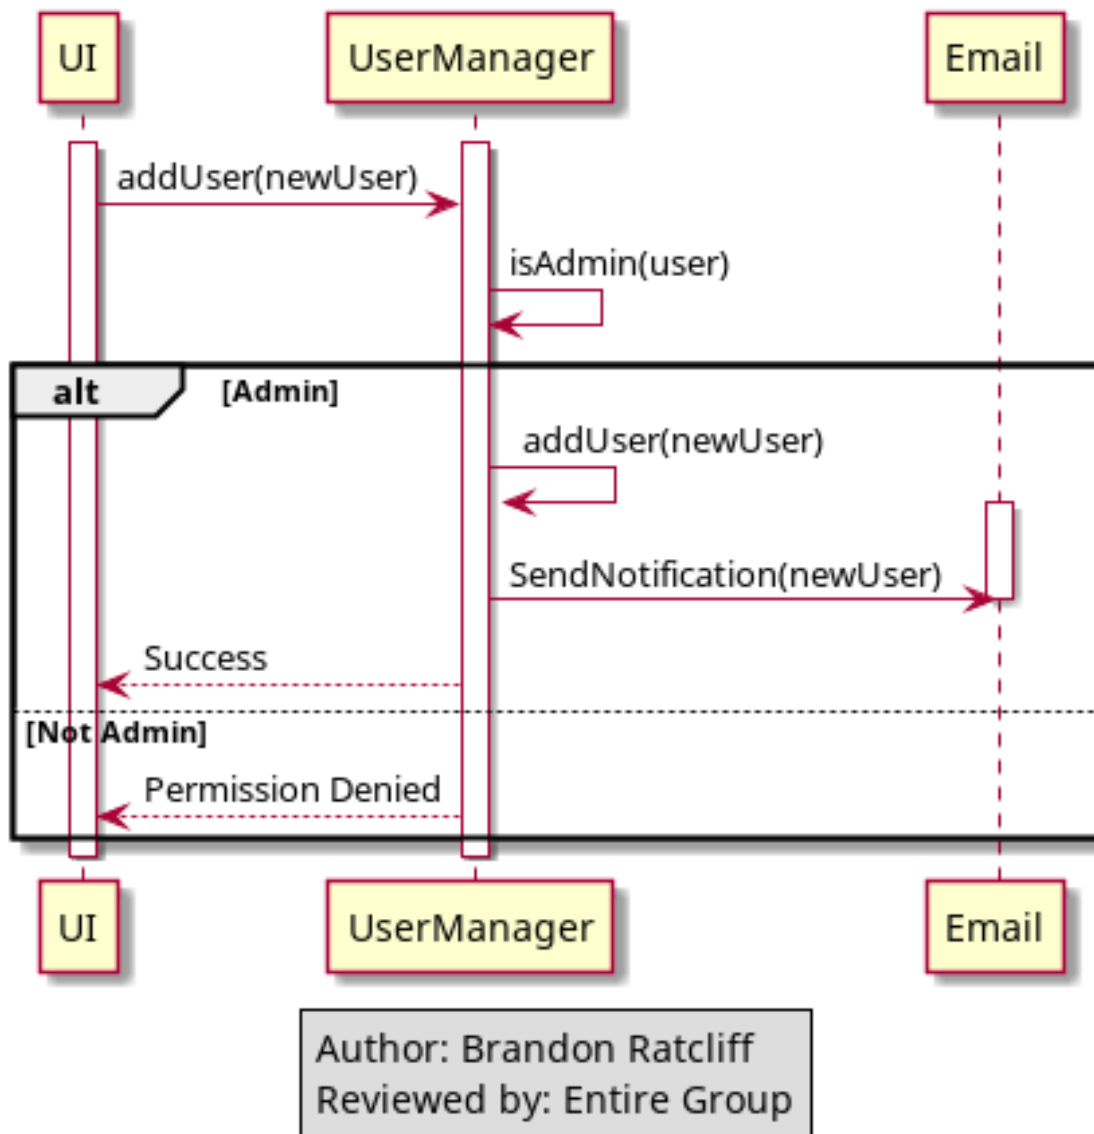 UI
UserManager
Email
addUser(newUser)
isAdmin(user)
alt
[Admin]
addUser(newUser)
SendNotification(newUser)
Success
[Not Admin]
Permission Denied
UI
UserManager
Email
Author: Brandon Ratcliff
Reviewed by: Entire Group